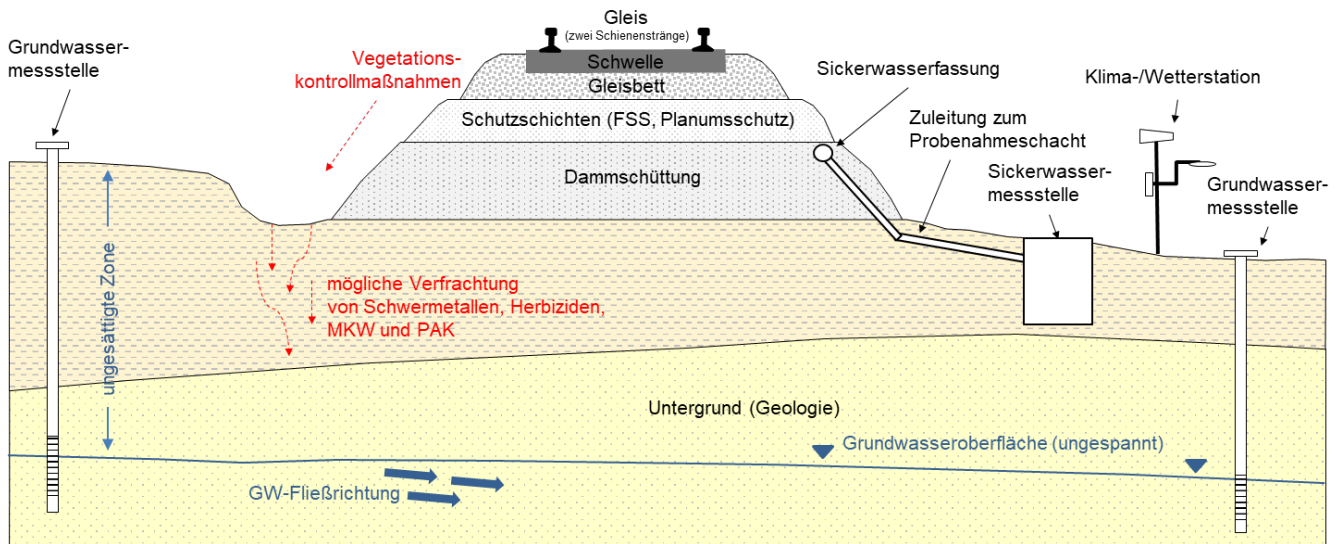 Gleis
(zwei Schienenstränge)
Grundwasser-
messstelle
Vegetations-
kontrollmaßnahmen
Schwelle
Gleisbett
Sickerwasserfassung
Klima-/Wetterstation
Schutzschichten (FSS, Planumsschutz)
Zuleitung zum
Probenahmeschacht
Dammschüttung
Sickerwasser-
messstelle
Grundwasser-
messstelle
ungesättigte Zone
mögliche Verfrachtung
von Schwermetallen, Herbiziden,
MKW und PAK
Untergrund (Geologie)
Grundwasseroberfläche (ungespannt)
GW-Fließrichtung